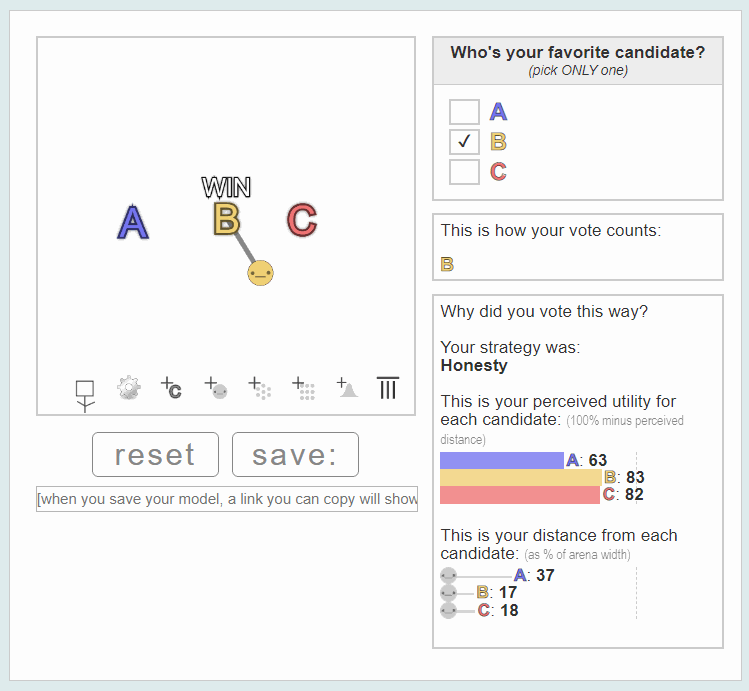 WIN
A B C
+C + + + +
reset save:
[when you save your model, a link you can copy will show
Who's your favorite candidate?
(pick ONLY one)
A
✓ B
C
This is how your vote counts:
B
Why did you vote this way?
Your strategy was:
Honesty
This is your perceived utility for
each candidate: (100% minus perceived
distance)
A: 63
B: 83
C: 82
This is your distance from each
candidate: (as % of arena width)
A: 37
B: 17
C: 18